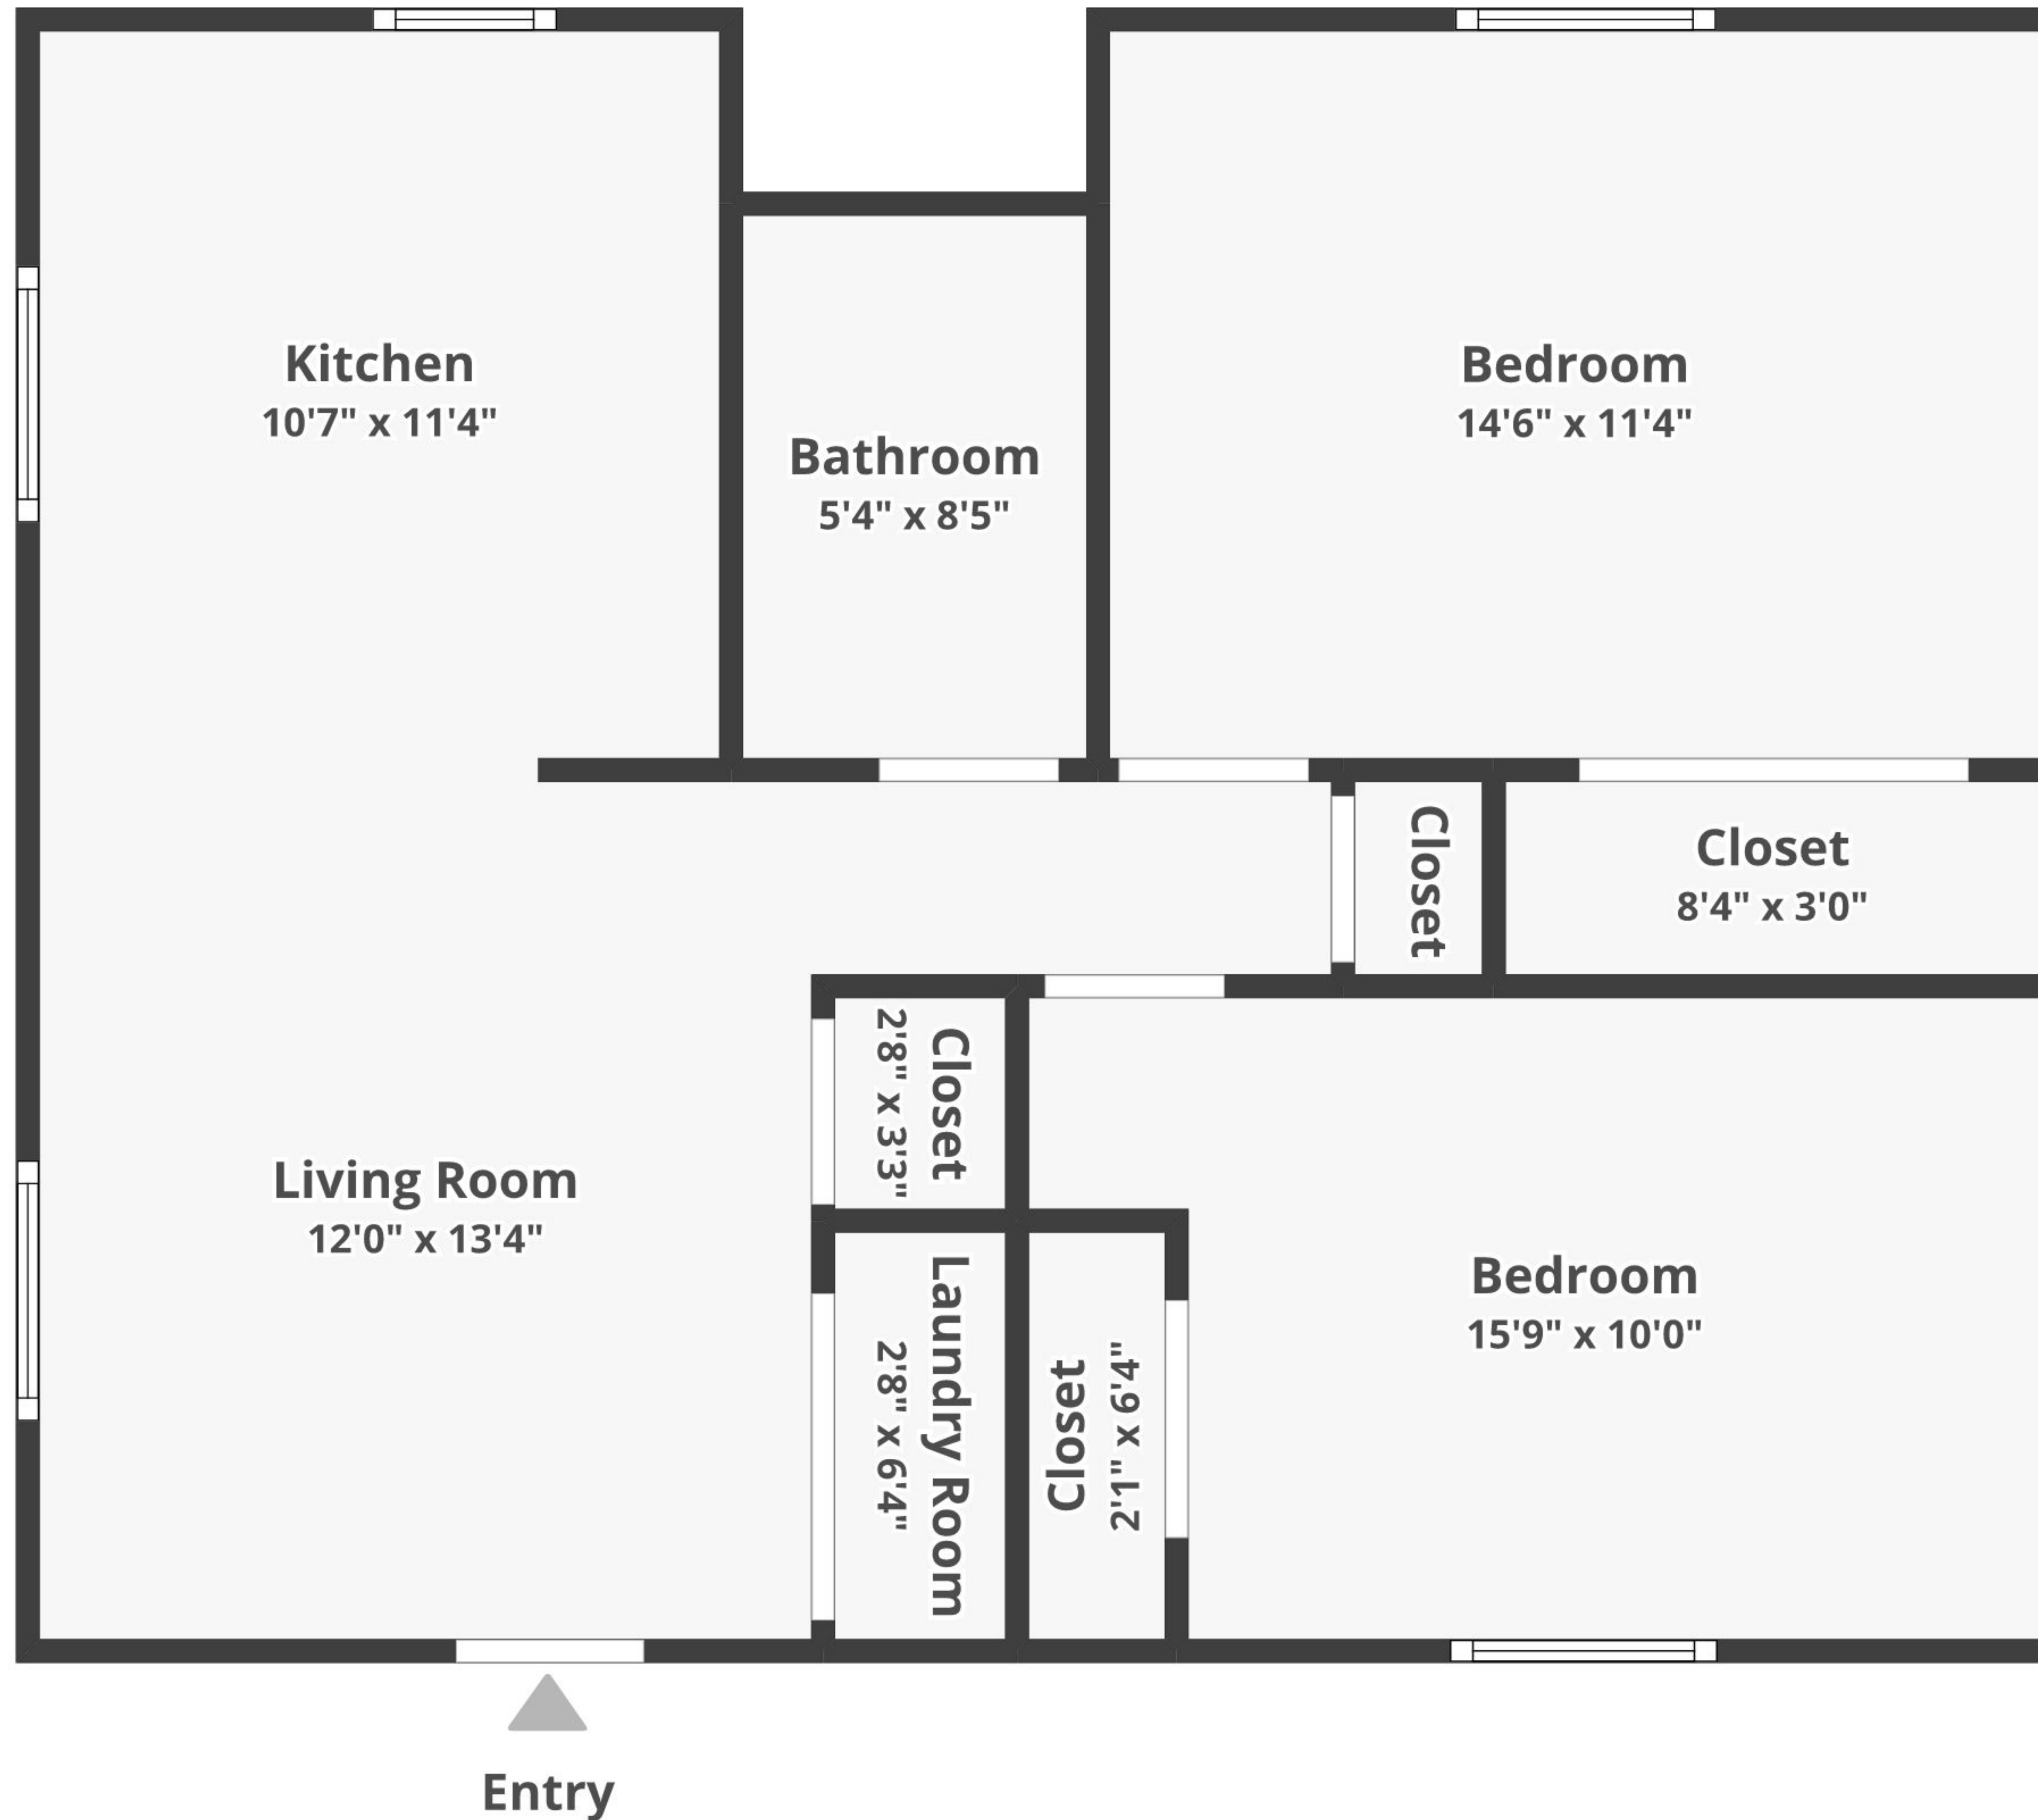 Kitchen
10'7" x 11'4"
Bathroom
5'4" x 8'5"
Bedroom
14'6" x 11'4"
Closet
Closet
8'4" x 3'0"
Living Room
12'0" x 13'4"
Closet
2'8" x 3'3"
Laundry Room
2'8" x 6'4"
Closet
2'1" x 6'4"
Bedroom
15'9" x 10'0"
Entry